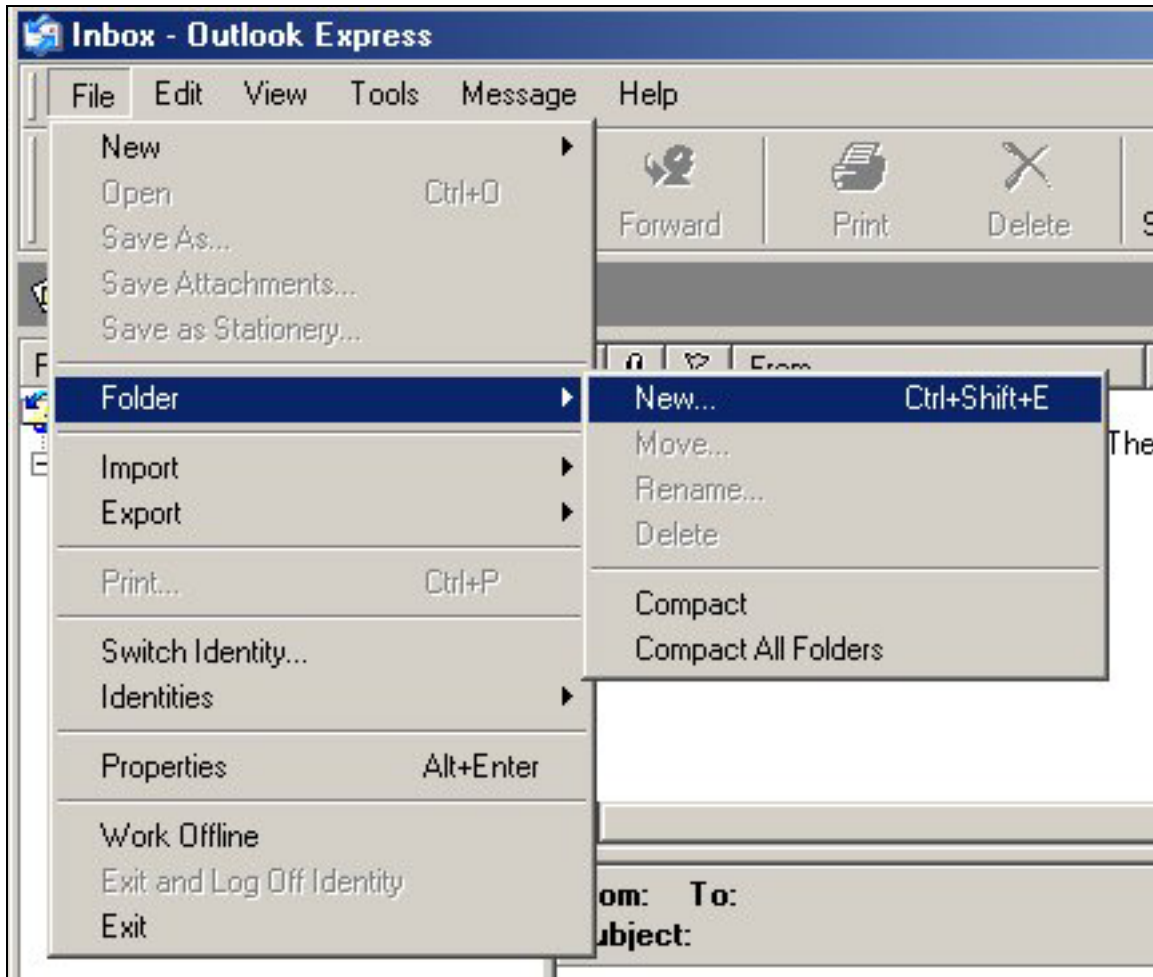 Inbox - Outlook Express
File Edit View Tools Message Help
New
Open Ctrl+O
Save As...
Save Attachments...
Save as Stationery...
Forward Print Delete
From
Folder
New... Ctrl+Shift+E
Move...
Rename...
Delete
Compact
Compact All Folders
The
Import
Export
Print... Ctrl+P
Switch Identity...
Identities
Properties Alt+Enter
Work Offline
Exit and Log Off Identity
Exit
om: To:
ubject: